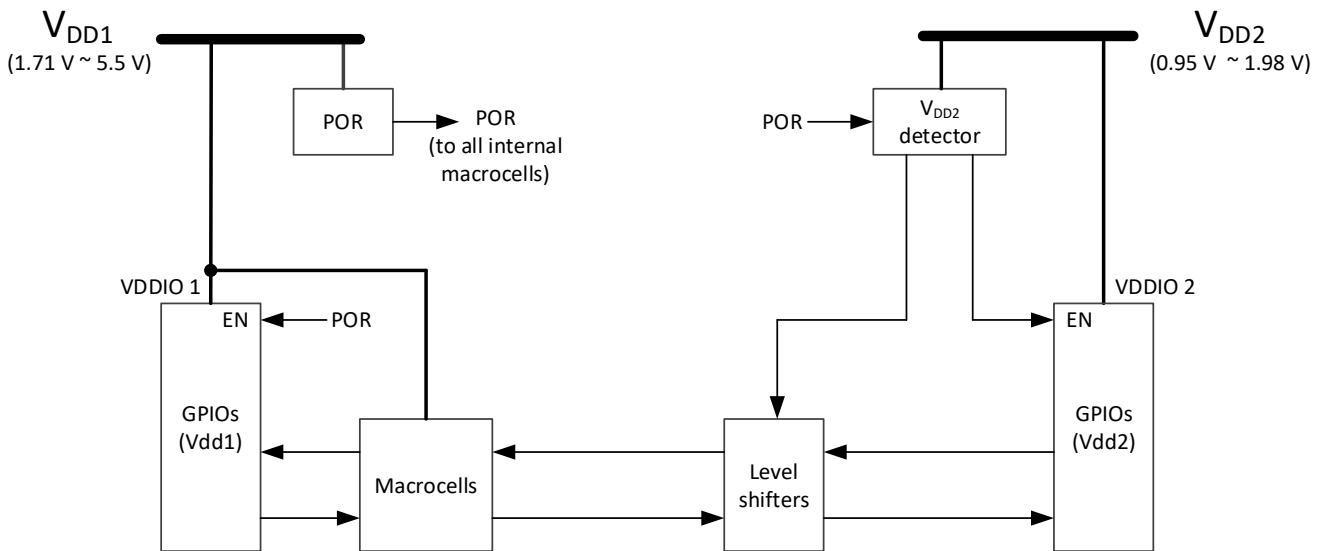 VDD1
(1.71 V ~ 5.5 V)
VDD2
(0.95 V ~ 1.98 V)
POR
POR
(to all internal
macrocells)
POR
VDD2
detector
VDDIO 1
VDDIO 2
EN
POR
EN
GPIOs
(Vdd1)
Macrocells
Level
shifters
GPIOs
(Vdd2)